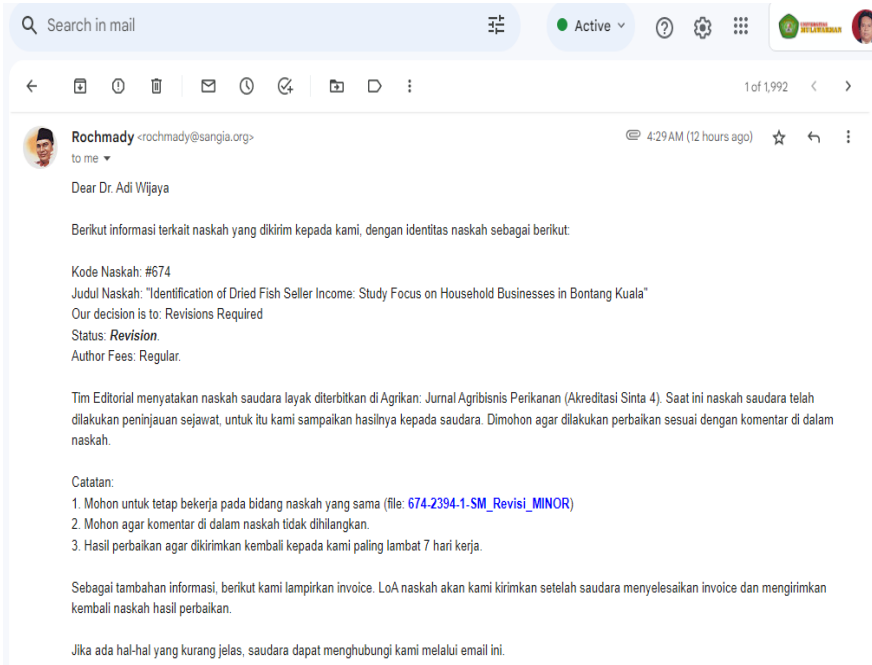 Search in mail
Active
UNIVERSITAS
MULAWARMAN
1 of 1,992
Rochmady <rochmady@sangia.org>
4:29 AM (12 hours ago)
to me
Dear Dr. Adi Wijaya
Berikut informasi terkait naskah yang dikirim kepada kami, dengan identitas naskah sebagai berikut:
Kode Naskah: #674
Judul Naskah: "Identification of Dried Fish Seller Income: Study Focus on Household Businesses in Bontang Kuala"
Our decision is to: Revisions Required
Status: Revision.
Author Fees: Regular.
Tim Editorial menyatakan naskah saudara layak diterbitkan di Agrikan: Jurnal Agribisnis Perikanan (Akreditasi Sinta 4). Saat ini naskah saudara telah
dilakukan peninjauan sejawat, untuk itu kami sampaikan hasilnya kepada saudara. Dimohon agar dilakukan perbaikan sesuai dengan komentar di dalam
naskah.
Catatan:
1. Mohon untuk tetap bekerja pada bidang naskah yang sama (file: 674-2394-1-SM_Revisi_MINOR)
2. Mohon agar komentar di dalam naskah tidak dihilangkan.
3. Hasil perbaikan agar dikirimkan kembali kepada kami paling lambat 7 hari kerja.
Sebagai tambahan informasi, berikut kami lampirkan invoice. LoA naskah akan kami kirimkan setelah saudara menyelesaikan invoice dan mengirimkan
kembali naskah hasil perbaikan.
Jika ada hal-hal yang kurang jelas, saudara dapat menghubungi kami melalui email ini.